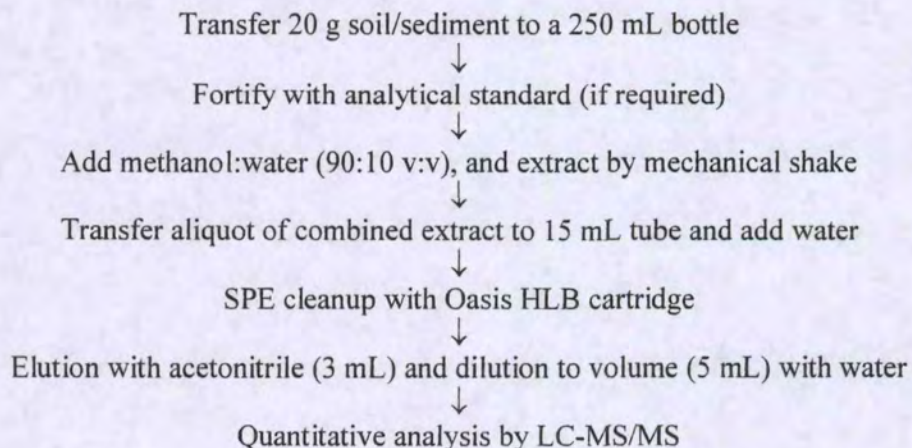 Transfer 20 g soil/sediment to a 250 mL bottle
↓
Fortify with analytical standard (if required)
↓
Add methanol:water (90:10 v:v), and extract by mechanical shake
↓
Transfer aliquot of combined extract to 15 mL tube and add water
↓
SPE cleanup with Oasis HLB cartridge
↓
Elution with acetonitrile (3 mL) and dilution to volume (5 mL) with water
↓
Quantitative analysis by LC-MS/MS